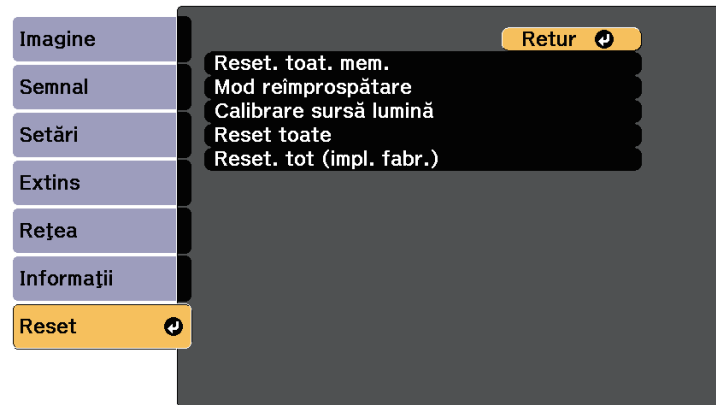 Imagine
Semnal
Setări
Extins
Reţea
Informaţii
Reset
Retur
Reset. toat. mem.
Mod reîmprospătare
Calibrare sursă lumină
Reset toate
Reset. tot (impl. fabr.)